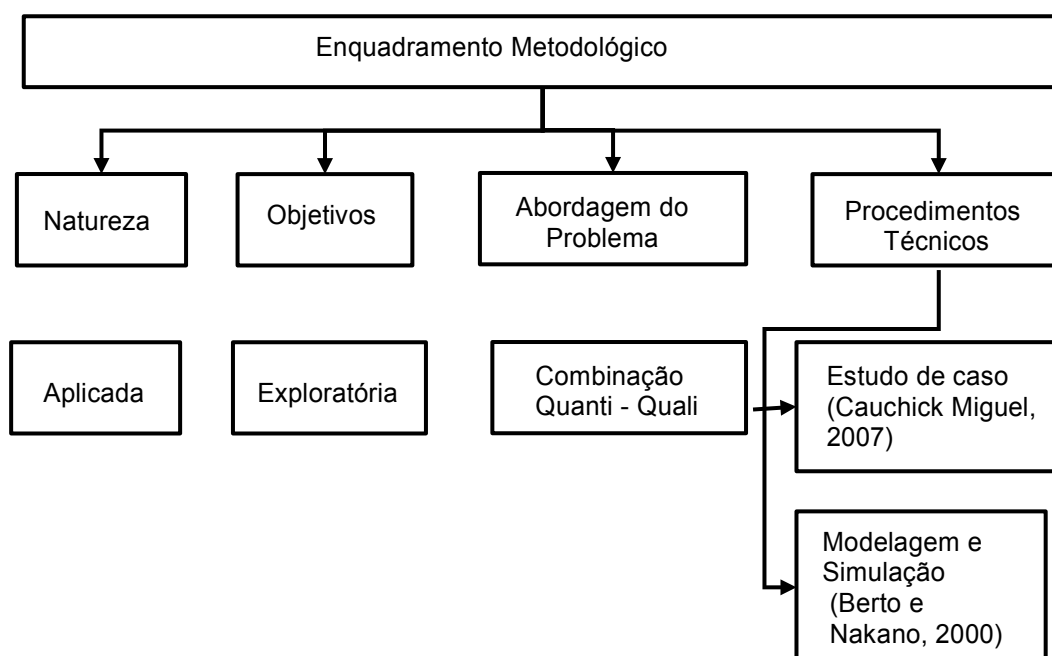 Enquadramento Metodológico
Natureza
Objetivos
Abordagem do
Problema
Procedimentos
Técnicos
Aplicada
Exploratória
Combinação
Quanti - Quali
Estudo de caso
(Cauchick Miguel,
2007)
Modelagem e
Simulação
(Berto e
Nakano, 2000)